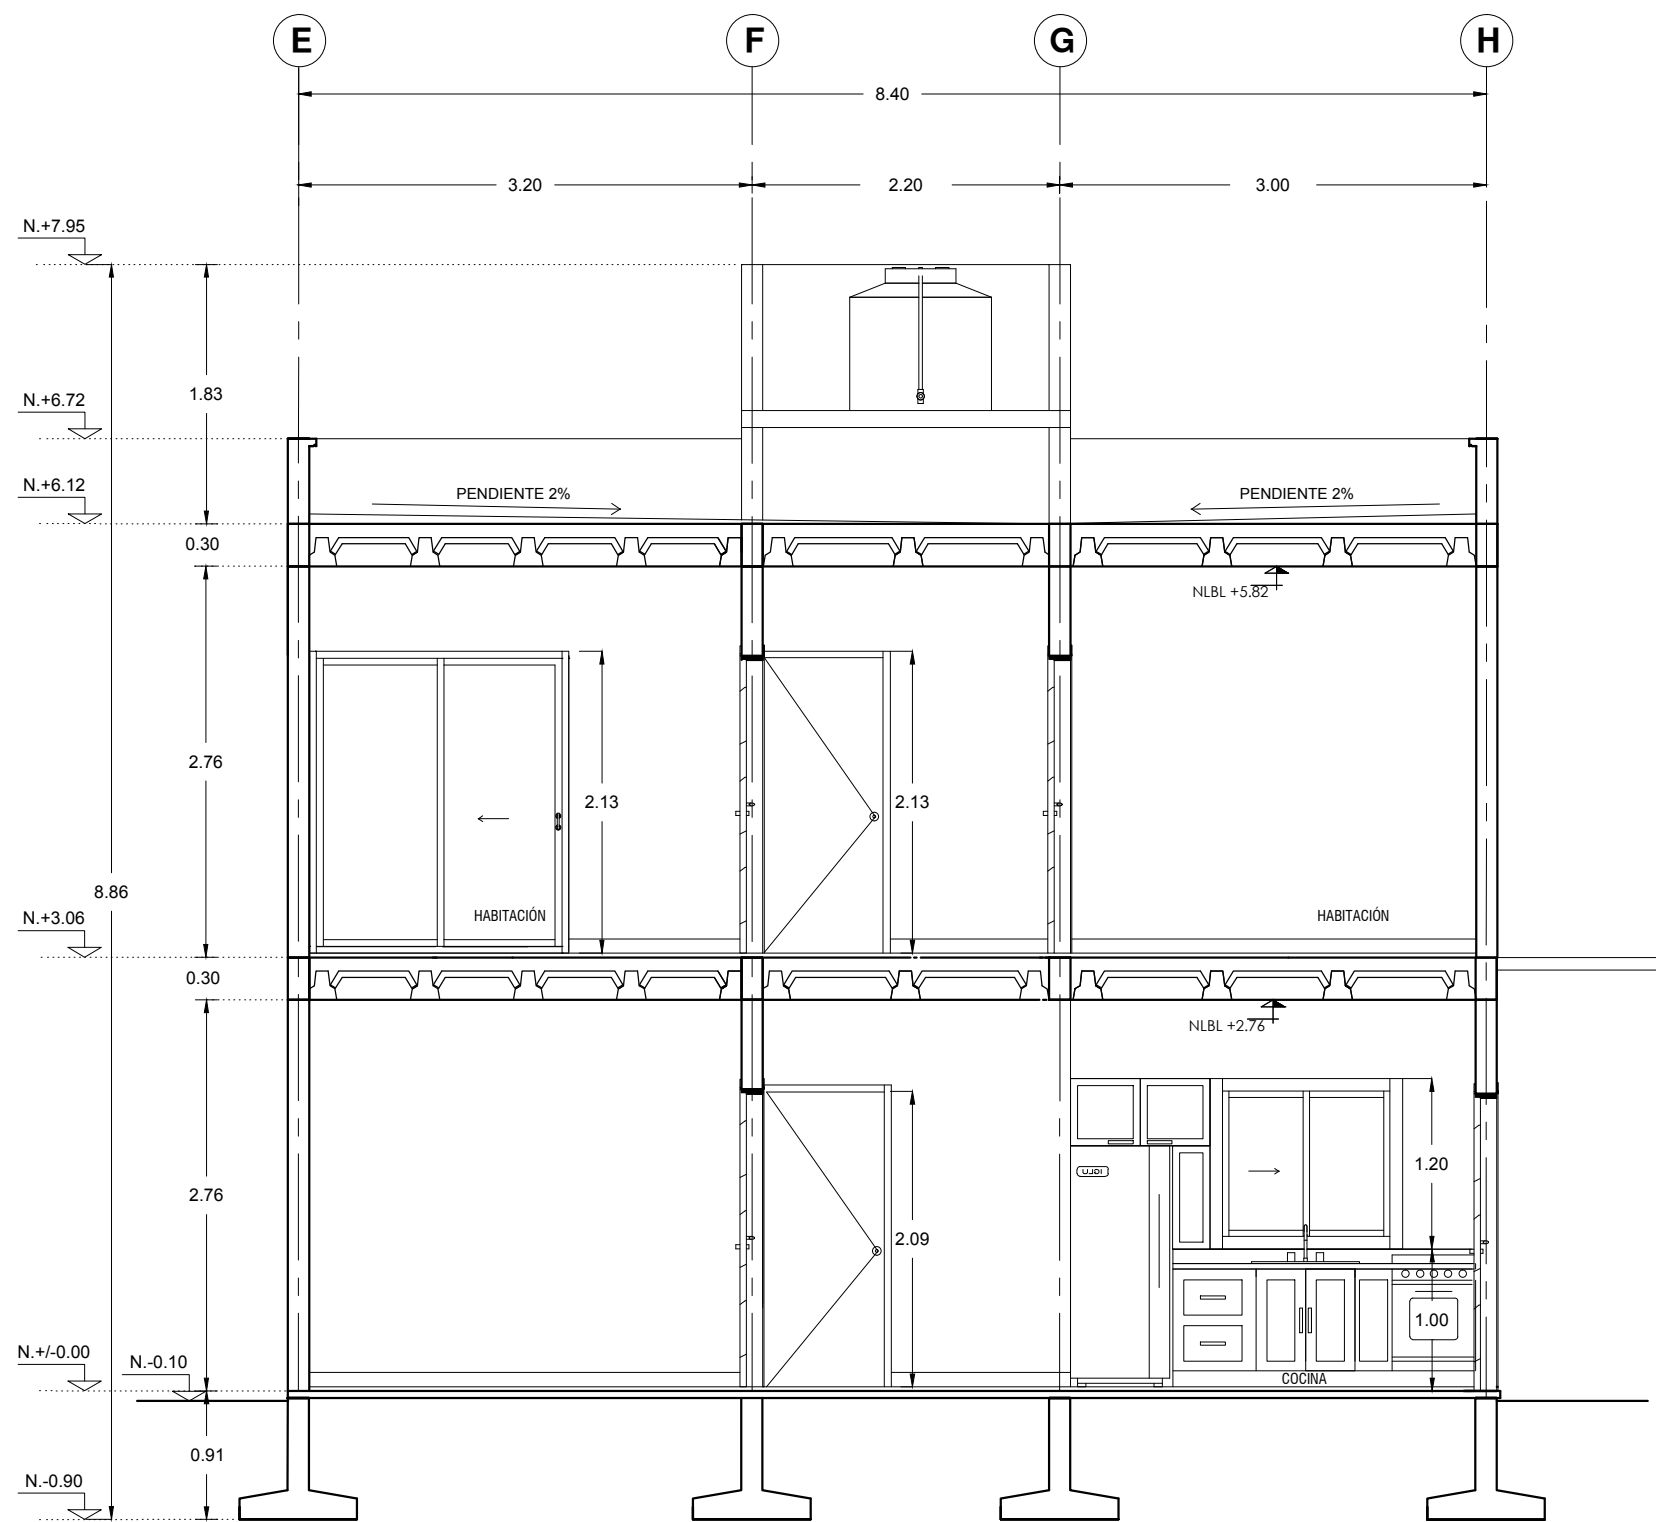 E F G H
8.40
3.20 2.20 3.00
N.+7.95
1.83
N.+6.72
N.+6.12
PENDIENTE 2% PENDIENTE 2%
0.30
NLBL +5.82
2.76
2.13 2.13
8.86
N.+3.06
HABITACIÓN HABITACIÓN
0.30
NLBL +2.76
1.20
2.76
2.09
1.00
N.+/-0.00
N.-0.10
COCINA
0.91
N.-0.90